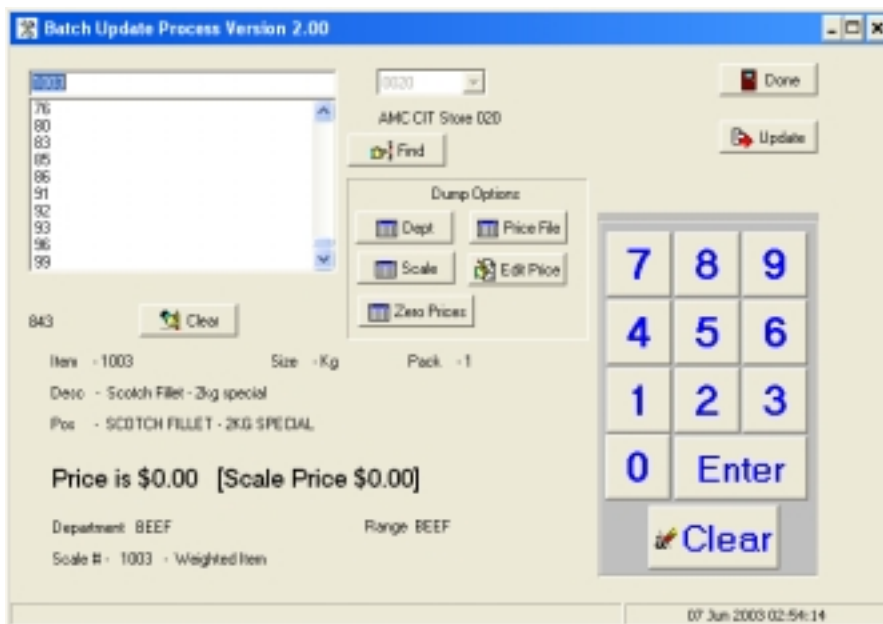 Batch Update Process Version 2.00
1003
76
80
83
85
86
91
92
93
96
99
0020
AMC CIT Store 020
Find
Done
Update
Dump Options
Dept
Price File
Scale
Edit Price
Zero Prices
843
Clear
Item - 1003 Size - Kg Pack - 1
Desc - Scotch Fillet - 2kg special
Pos - SCOTCH FILLET - 2KG SPECIAL
Price is $0.00 [Scale Price $0.00]
Department BEEF Range BEEF
Scale # - 1003 - Weighted Item
7 8 9
4 5 6
1 2 3
0 Enter
Clear
07 Jun 2003 02:54:14